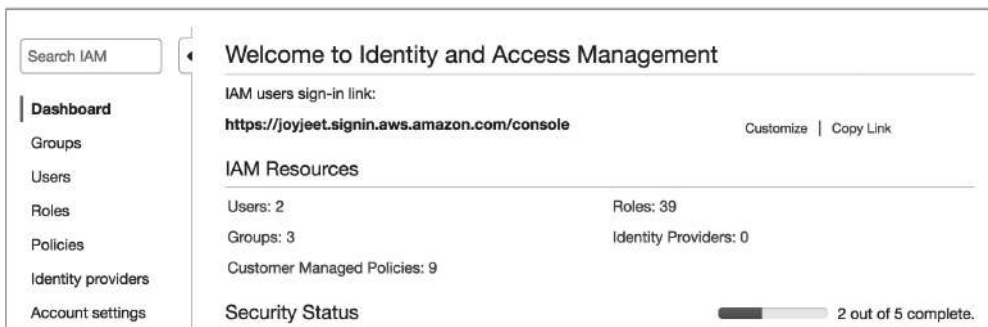 Search IAM
Dashboard
Groups
Users
Roles
Policies
Identity providers
Account settings
Welcome to Identity and Access Management
IAM users sign-in link:
https://joyjeet.signin.aws.amazon.com/console
Customize | Copy Link
IAM Resources
Users: 2 Roles: 39
Groups: 3 Identity Providers: 0
Customer Managed Policies: 9
Security Status 2 out of 5 complete.